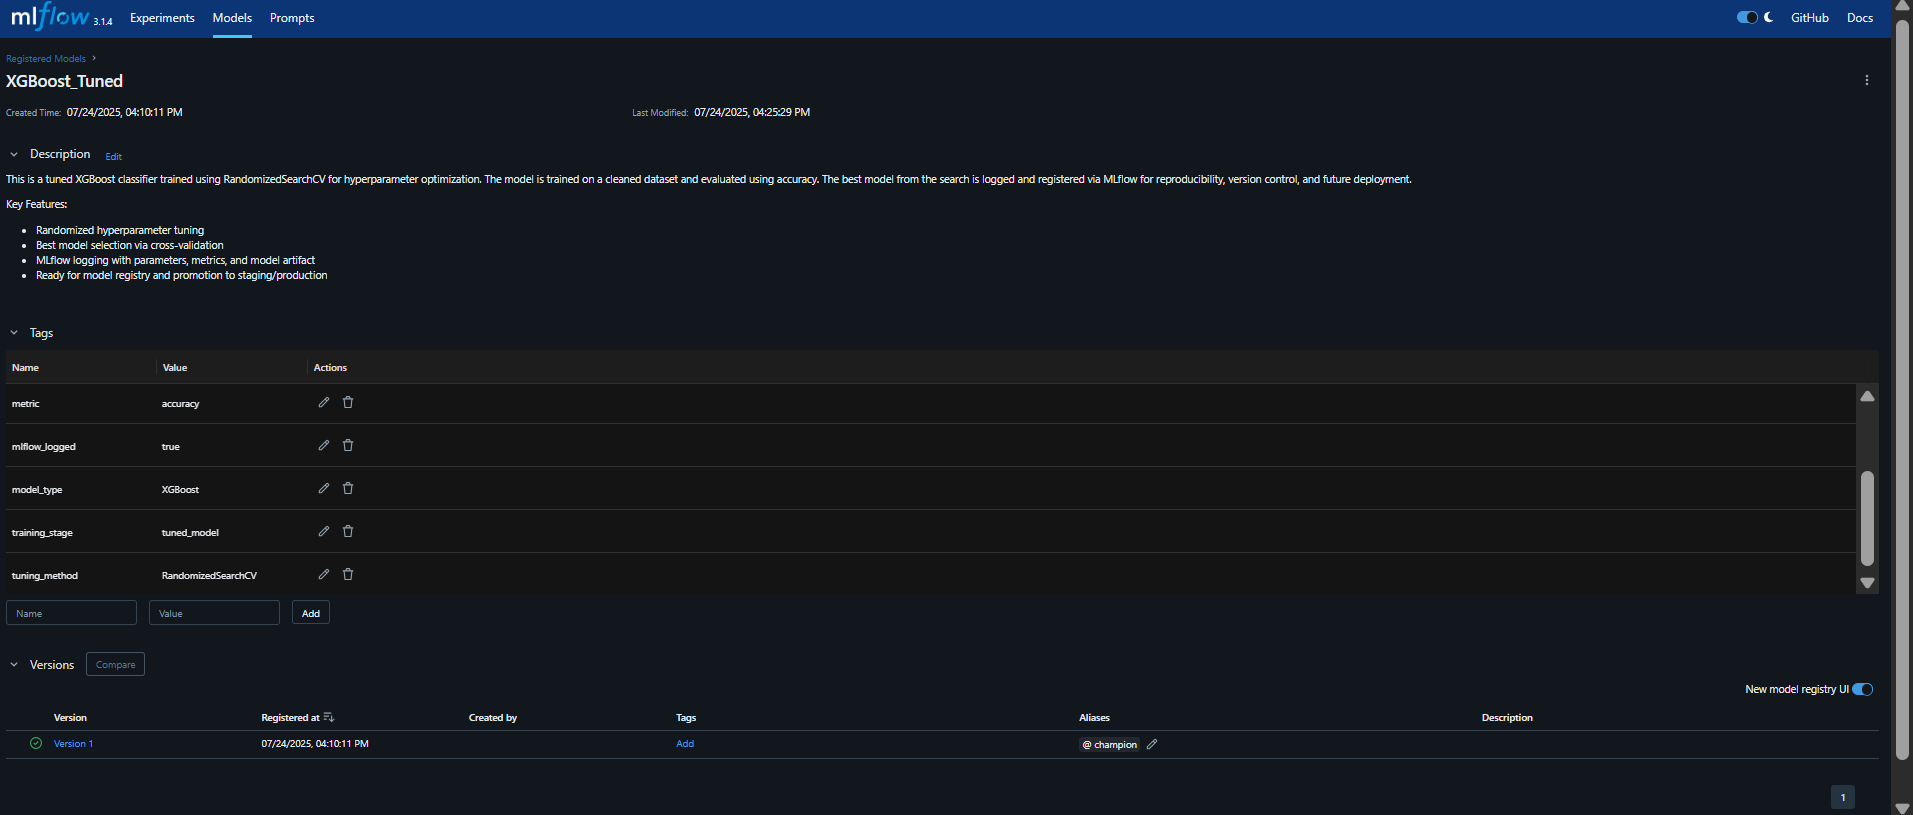 mlflow 3.1.4 Experiments Models Prompts GitHub Docs
Registered Models
XGBoost_Tuned
Created Time: 07/24/2025, 04:10:11 PM Last Modified: 07/24/2025, 04:25:29 PM
Description Edit
This is a tuned XGBoost classifier trained using RandomizedSearchCV for hyperparameter optimization. The model is trained on a cleaned dataset and evaluated using accuracy. The best model from the search is logged and registered via MLflow for reproducibility, version control, and future deployment.
Key Features:
Randomized hyperparameter tuning
Best model selection via cross-validation
MLflow logging with parameters, metrics, and model artifact
Ready for model registry and promotion to staging/production
Tags
Name Value Actions
metric accuracy
mlflow_logged true
model_type XGBoost
training_stage tuned_model
tuning_method RandomizedSearchCV
Name Value Add
Versions Compare
New model registry UI
Version Registered at Created by Tags Aliases Description
Version 1 07/24/2025, 04:10:11 PM Add @ champion
1